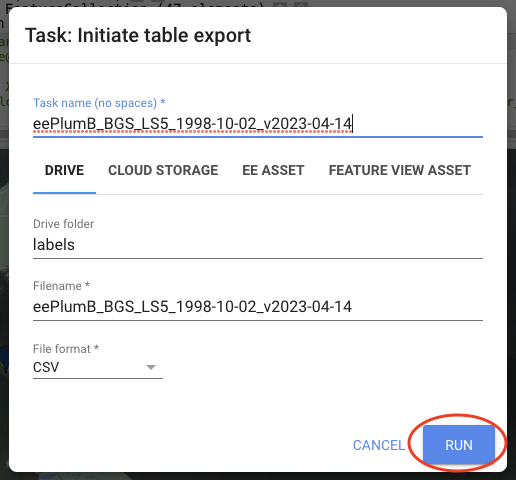 FeatureCollection (47 elements)
Task: Initiate table export
Task name (no spaces) *
eePlumB_BGS_LS5_1998-10-02_v2023-04-14
DRIVE CLOUD STORAGE EE ASSET FEATURE VIEW ASSET
Drive folder
labels
Filename *
eePlumB_BGS_LS5_1998-10-02_v2023-04-14
File format *
CSV
CANCEL RUN